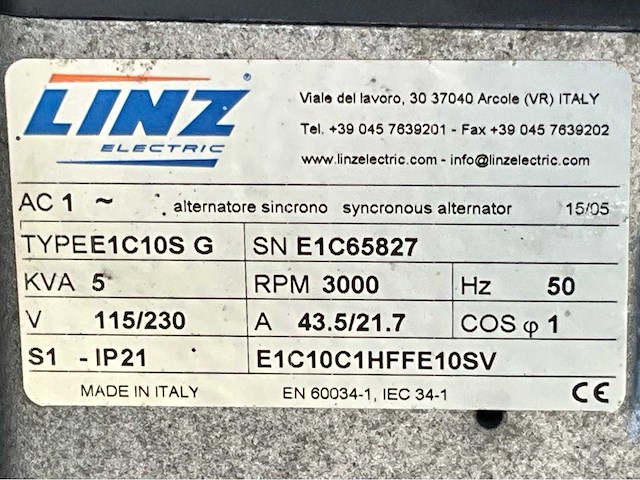 LINZ ®
ELECTRIC
Viale del lavoro, 30 37040 Arcole (VR) ITALY
Tel. +39 045 7639201 - Fax +39 045 7639202
www.linzelectric.com - info@linzelectric.com
AC 1 ~ alternatore sincrono syncronous alternator 15/05
TYPE E1C10S G SN E1C65827
KVA 5 RPM 3000 Hz 50
V 115/230 A 43.5/21.7 COS φ 1
S1 - IP21 E1C10C1HFFE10SV
MADE IN ITALY EN 60034-1, IEC 34-1 CE